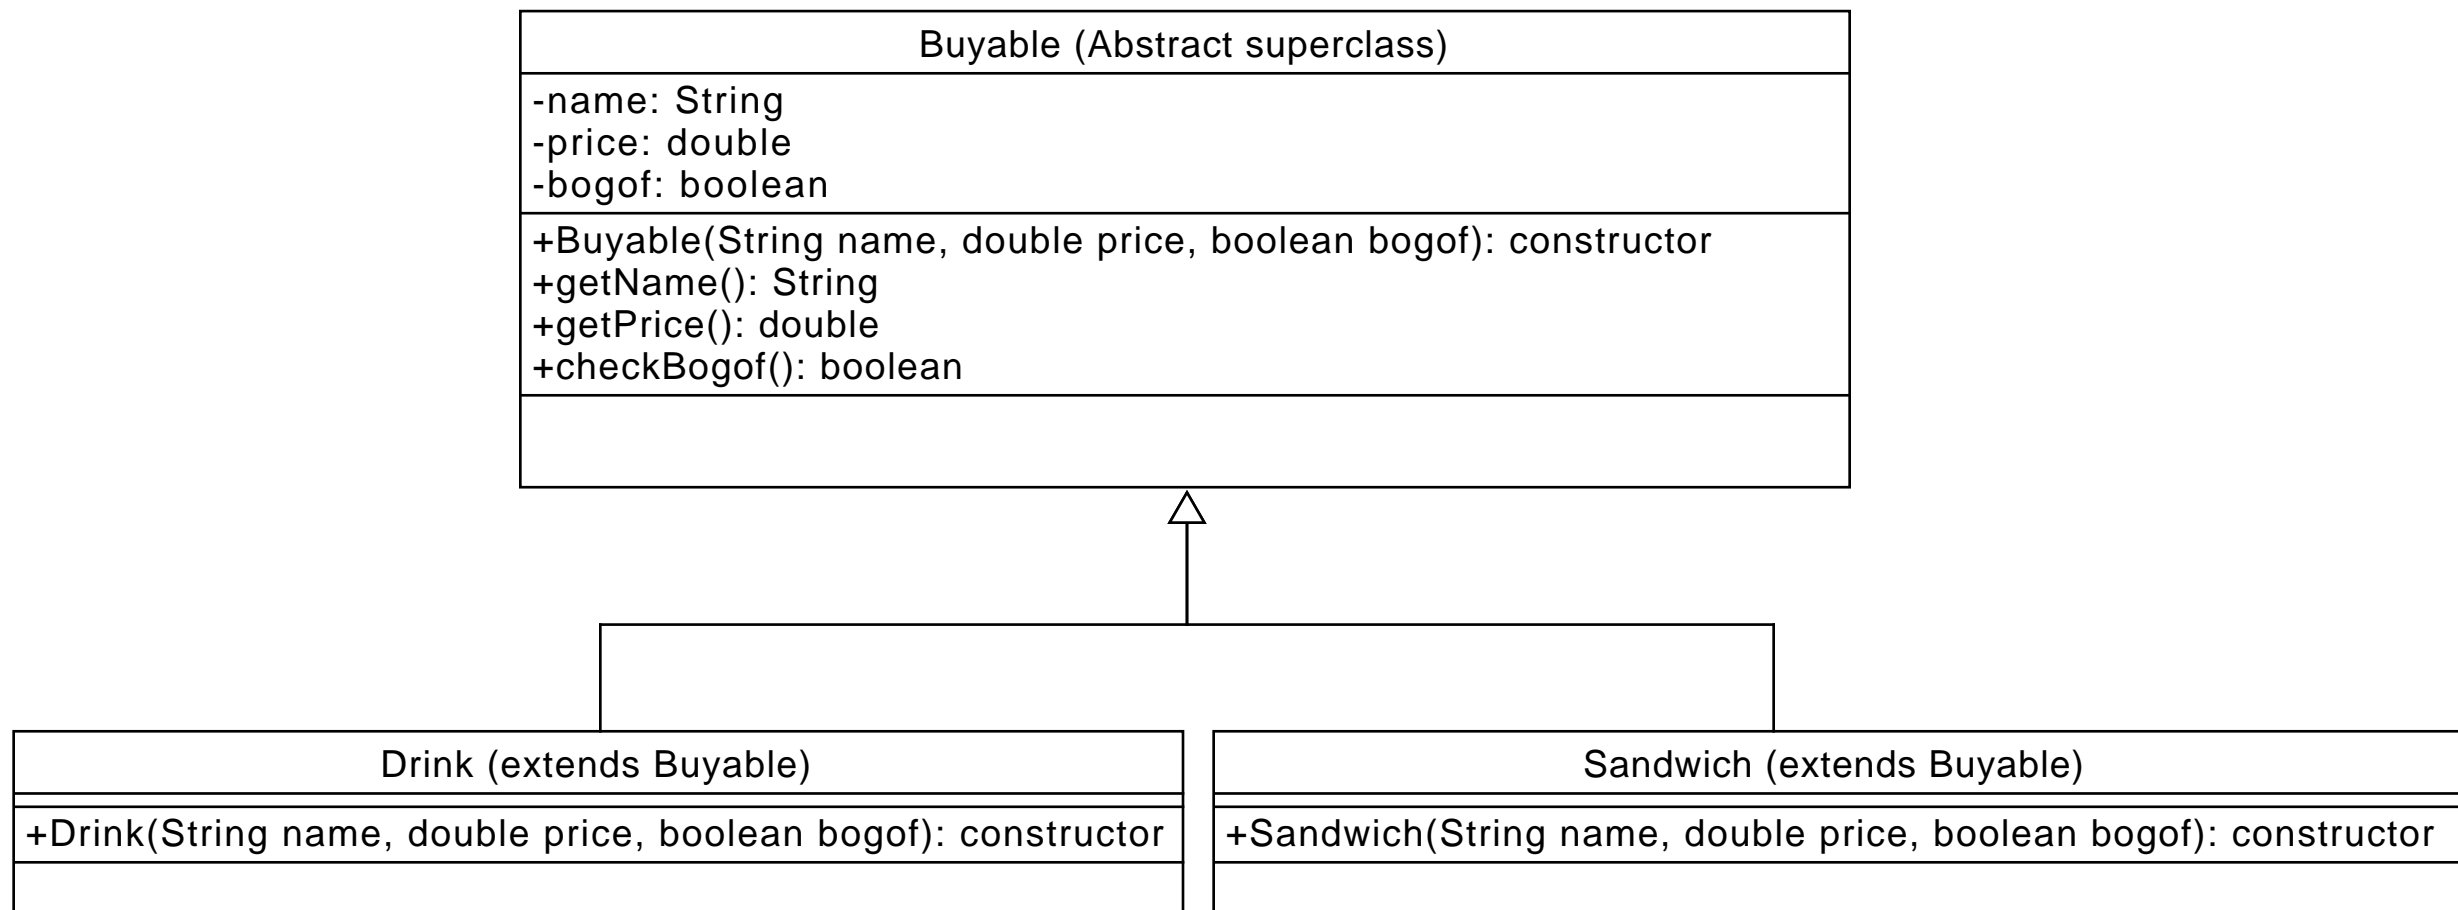 Buyable (Abstract superclass)
-name: String
-price: double
-bogof: boolean
+Buyable(String name, double price, boolean bogof): constructor
+getName(): String
+getPrice(): double
+checkBogof(): boolean
Drink (extends Buyable)
+Drink(String name, double price, boolean bogof): constructor
Sandwich (extends Buyable)
+Sandwich(String name, double price, boolean bogof): constructor